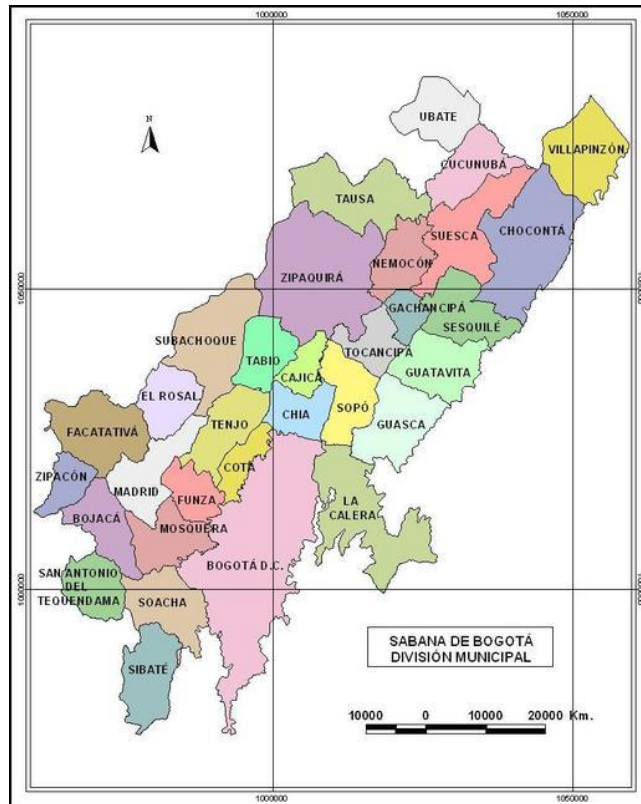 1000000
1050000
N
UBATE
VILLAPINZÓN
CUCUNUBÁ
TAUSA
SUESCA
CHOCONTÁ
NEMOCÓN
ZIPAQUIRÁ
1050000
GACHANCIPÁ
SESQUILÉ
SUBACHOQUE
TOCANCIPÁ
TABIO
GUATAVITA
CAJICÁ
EL ROSAL
SOPÓ
CHIA
GUASCA
TENJO
FACATATIVÁ
COTA
ZIPACÓN
MADRID
FUNZA
LA
CALERA
BOJACÁ
MOSQUERA
BOGOTÁ D.C.
SAN ANTONIO
DEL
TEQUENDAMA
SOACHA
1000000
SIBATÉ
SABANA DE BOGOTÁ
DIVISIÓN MUNICIPAL
10000 0 10000 20000 Km.
1000000
1050000